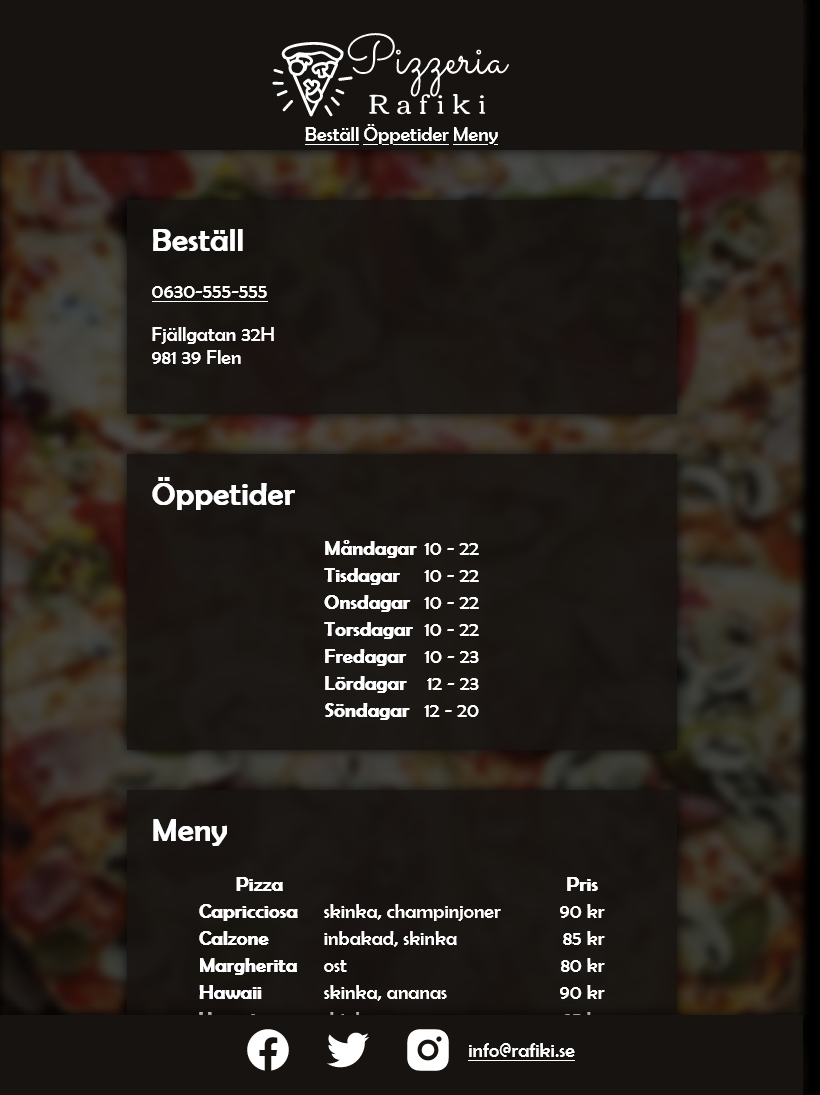 Pizzeria
Rafiki
Beställ Öppetider Meny
Beställ
0630-555-555
Fjällgatan 32H
981 39 Flen
Öppetider
Måndagar 10 - 22
Tisdagar 10 - 22
Onsdagar 10 - 22
Torsdagar 10 - 22
Fredagar 10 - 23
Lördagar 12 - 23
Söndagar 12 - 20
Meny
Pizza Pris
Capricciosa skinka, champinjoner 90 kr
Calzone inbakad, skinka 85 kr
Margherita ost 80 kr
Hawaii skinka, ananas 90 kr
info@rafiki.se